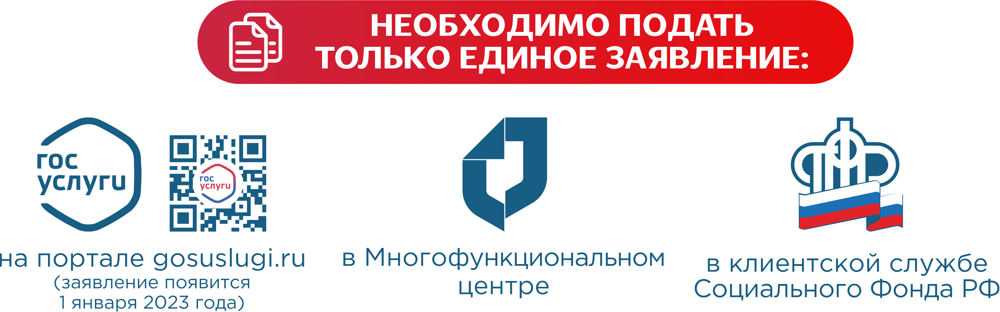 НЕОБХОДИМО ПОДАТЬ
ТОЛЬКО ЕДИНОЕ ЗАЯВЛЕНИЕ:
гос
услуги
гос
услуги
на портале gosuslugi.ru
(заявление появится
1 января 2023 года)
в Многофункциональном
центре
в клиентской службе
Социального Фонда РФ